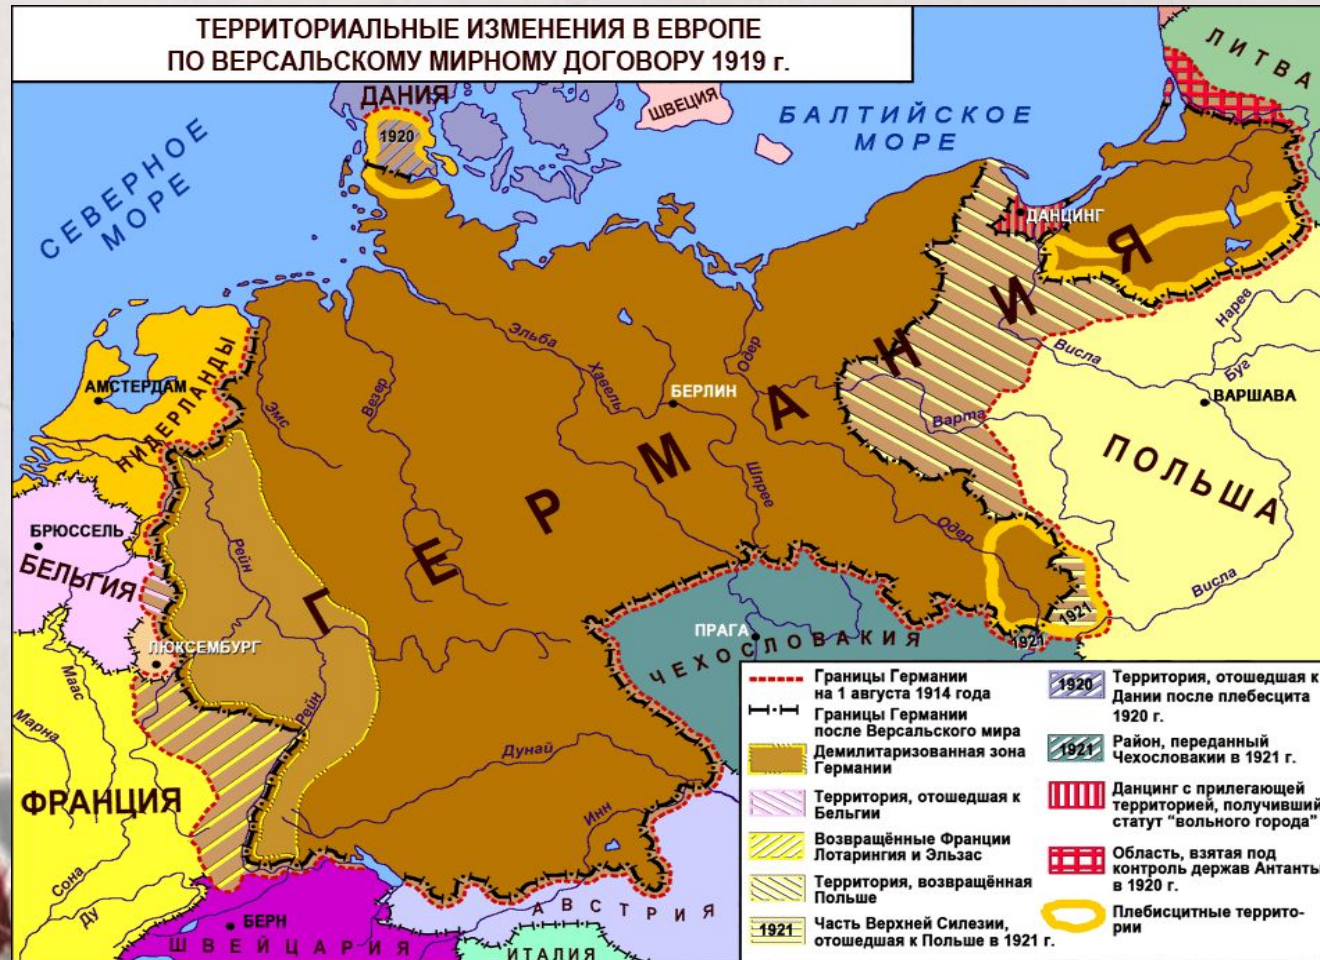 ТЕРРИТОРИАЛЬНЫЕ ИЗМЕНЕНИЯ В ЕВРОПЕ
ПО ВЕРСАЛЬСКОМУ МИРНОМУ ДОГОВОРУ 1919 г.
ЛИТВА
ДАНИЯ
ШВЕЦИЯ
БАЛТИЙСКОЕ
МОРЕ
1920
СЕВЕРНОЕ
МОРЕ
ДАНЦИНГ
ГЕРМАНИЯ
Нарев
Эльба
Одер
Висла
НИДЕРЛАНДЫ
Буг
АМСТЕРДАМ
Везер
Хавель
БЕРЛИН
ВАРШАВА
Эмс
Варта
ПОЛЬША
Шпрее
БРЮССЕЛЬ
Рейн
Одер
БЕЛЬГИЯ
Висла
1921
ПРАГА
1921
ЛЮКСЕМБУРГ
ЧЕХОСЛОВАКИЯ
Маас
Рейн
Марна
Дунай
ФРАНЦИЯ
Инн
Сона
Ду
БЕРН
АВСТРИЯ
ШВЕЙЦАРИЯ
ИТАЛИЯ
Границы Германии
на 1 августа 1914 года
Границы Германии
после Версальского мира
Демилитаризованная зона
Германии
Территория, отошедшая к
Бельгии
Возвращённые Франции
Лотарингия и Эльзас
Территория, возвращённая
Польше
1921
Часть Верхней Силезии,
отошедшая к Польше в 1921 г.
1920
Территория, отошедшая к
Дании после плебесцита
1920 г.
1921
Район, переданный
Чехословакии в 1921 г.
Данцинг с прилегающей
территорией, получивший
статут "вольного города"
Область, взятая под
контроль держав Антанты
в 1920 г.
Плебисцитные террито-
рии